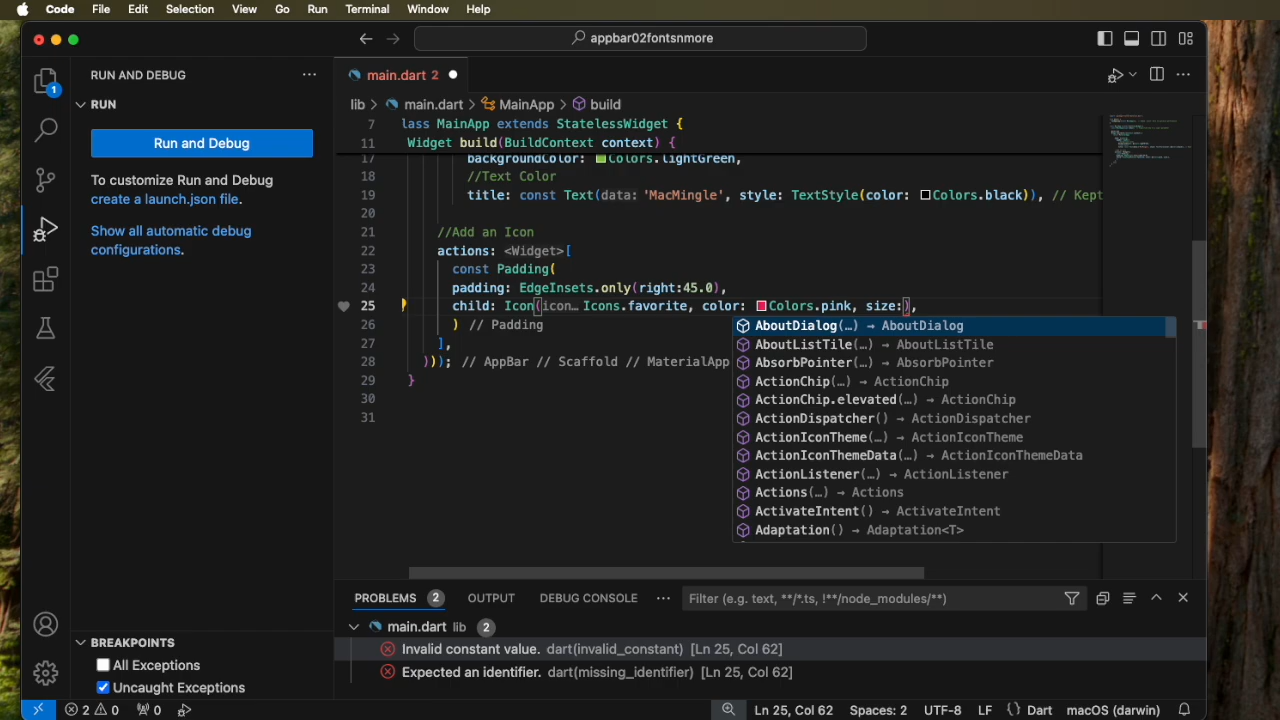 Code File Edit Selection View Go Run Terminal Window Help
appbar02fontsnmore
RUN AND DEBUG
main.dart 2
1
RUN
lib > main.dart > MainApp > build
7 lass MainApp extends StatelessWidget {
Run and Debug
11 Widget build(BuildContext context) {
17 backgroundColor: Colors.lightGreen,
To customize Run and Debug
create a launch.json file.
18 //Text Color
19 title: const Text(data: 'MacMingle', style: TextStyle(color: Colors.black)), // Kept
20
Show all automatic debug
configurations.
21 //Add an Icon
22 actions: <Widget>[
23 const Padding(
24 padding: EdgeInsets.only(right:45.0),
25 child: Icon(icon… Icons.favorite, color: Colors.pink, size:),
26 ) // Padding
27 ],
28 ))); // AppBar // Scaffold // MaterialApp
29 }
30
31
AboutDialog(…) → AboutDialog
AboutListTile(…) → AboutListTile
AbsorbPointer(…) → AbsorbPointer
ActionChip(…) → ActionChip
ActionChip.elevated(…) → ActionChip
ActionDispatcher() → ActionDispatcher
ActionIconTheme(…) → ActionIconTheme
ActionIconThemeData(…) → ActionIconThemeData
ActionListener(…) → ActionListener
Actions(…) → Actions
ActivateIntent() → ActivateIntent
Adaptation() → Adaptation<T>
PROBLEMS 2 OUTPUT DEBUG CONSOLE Filter (e.g. text, **/*.ts, !**/node_modules/**)
main.dart lib 2
Invalid constant value. dart(invalid_constant) [Ln 25, Col 62]
Expected an identifier. dart(missing_identifier) [Ln 25, Col 62]
BREAKPOINTS
All Exceptions
Uncaught Exceptions
2 0 0 Ln 25, Col 62 Spaces: 2 UTF-8 LF {} Dart macOS (darwin)